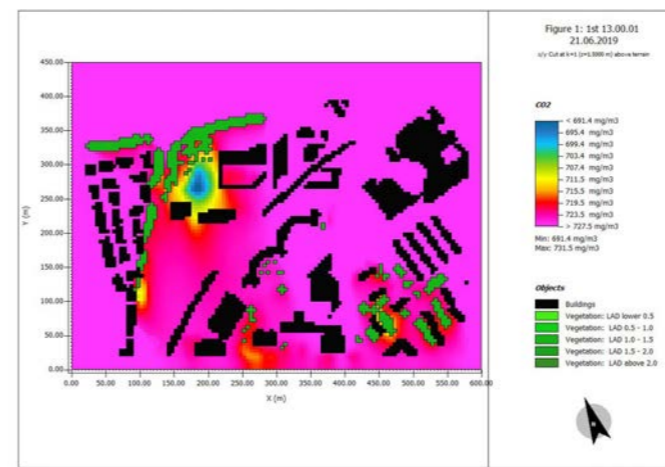 Figure 1: 1st 13.00.01
21.06.2019
x/y Cut at k=1 (z=1.5000 m) above terrain
CO2
< 691.4 mg/m3
695.4 mg/m3
699.4 mg/m3
703.4 mg/m3
707.4 mg/m3
711.5 mg/m3
715.5 mg/m3
719.5 mg/m3
723.5 mg/m3
> 727.5 mg/m3
Min: 691.4 mg/m3
Max: 731.5 mg/m3
Objects
Buildings
Vegetation: LAD lower 0.5
Vegetation: LAD 0.5 - 1.0
Vegetation: LAD 1.0 - 1.5
Vegetation: LAD 1.5 - 2.0
Vegetation: LAD above 2.0
450.00
400.00
350.00
300.00
250.00
200.00
150.00
100.00
50.00
0.00
Y (m)
0.00 50.00 100.00 150.00 200.00 250.00 300.00 350.00 400.00 450.00 500.00 550.00 600.00
X (m)